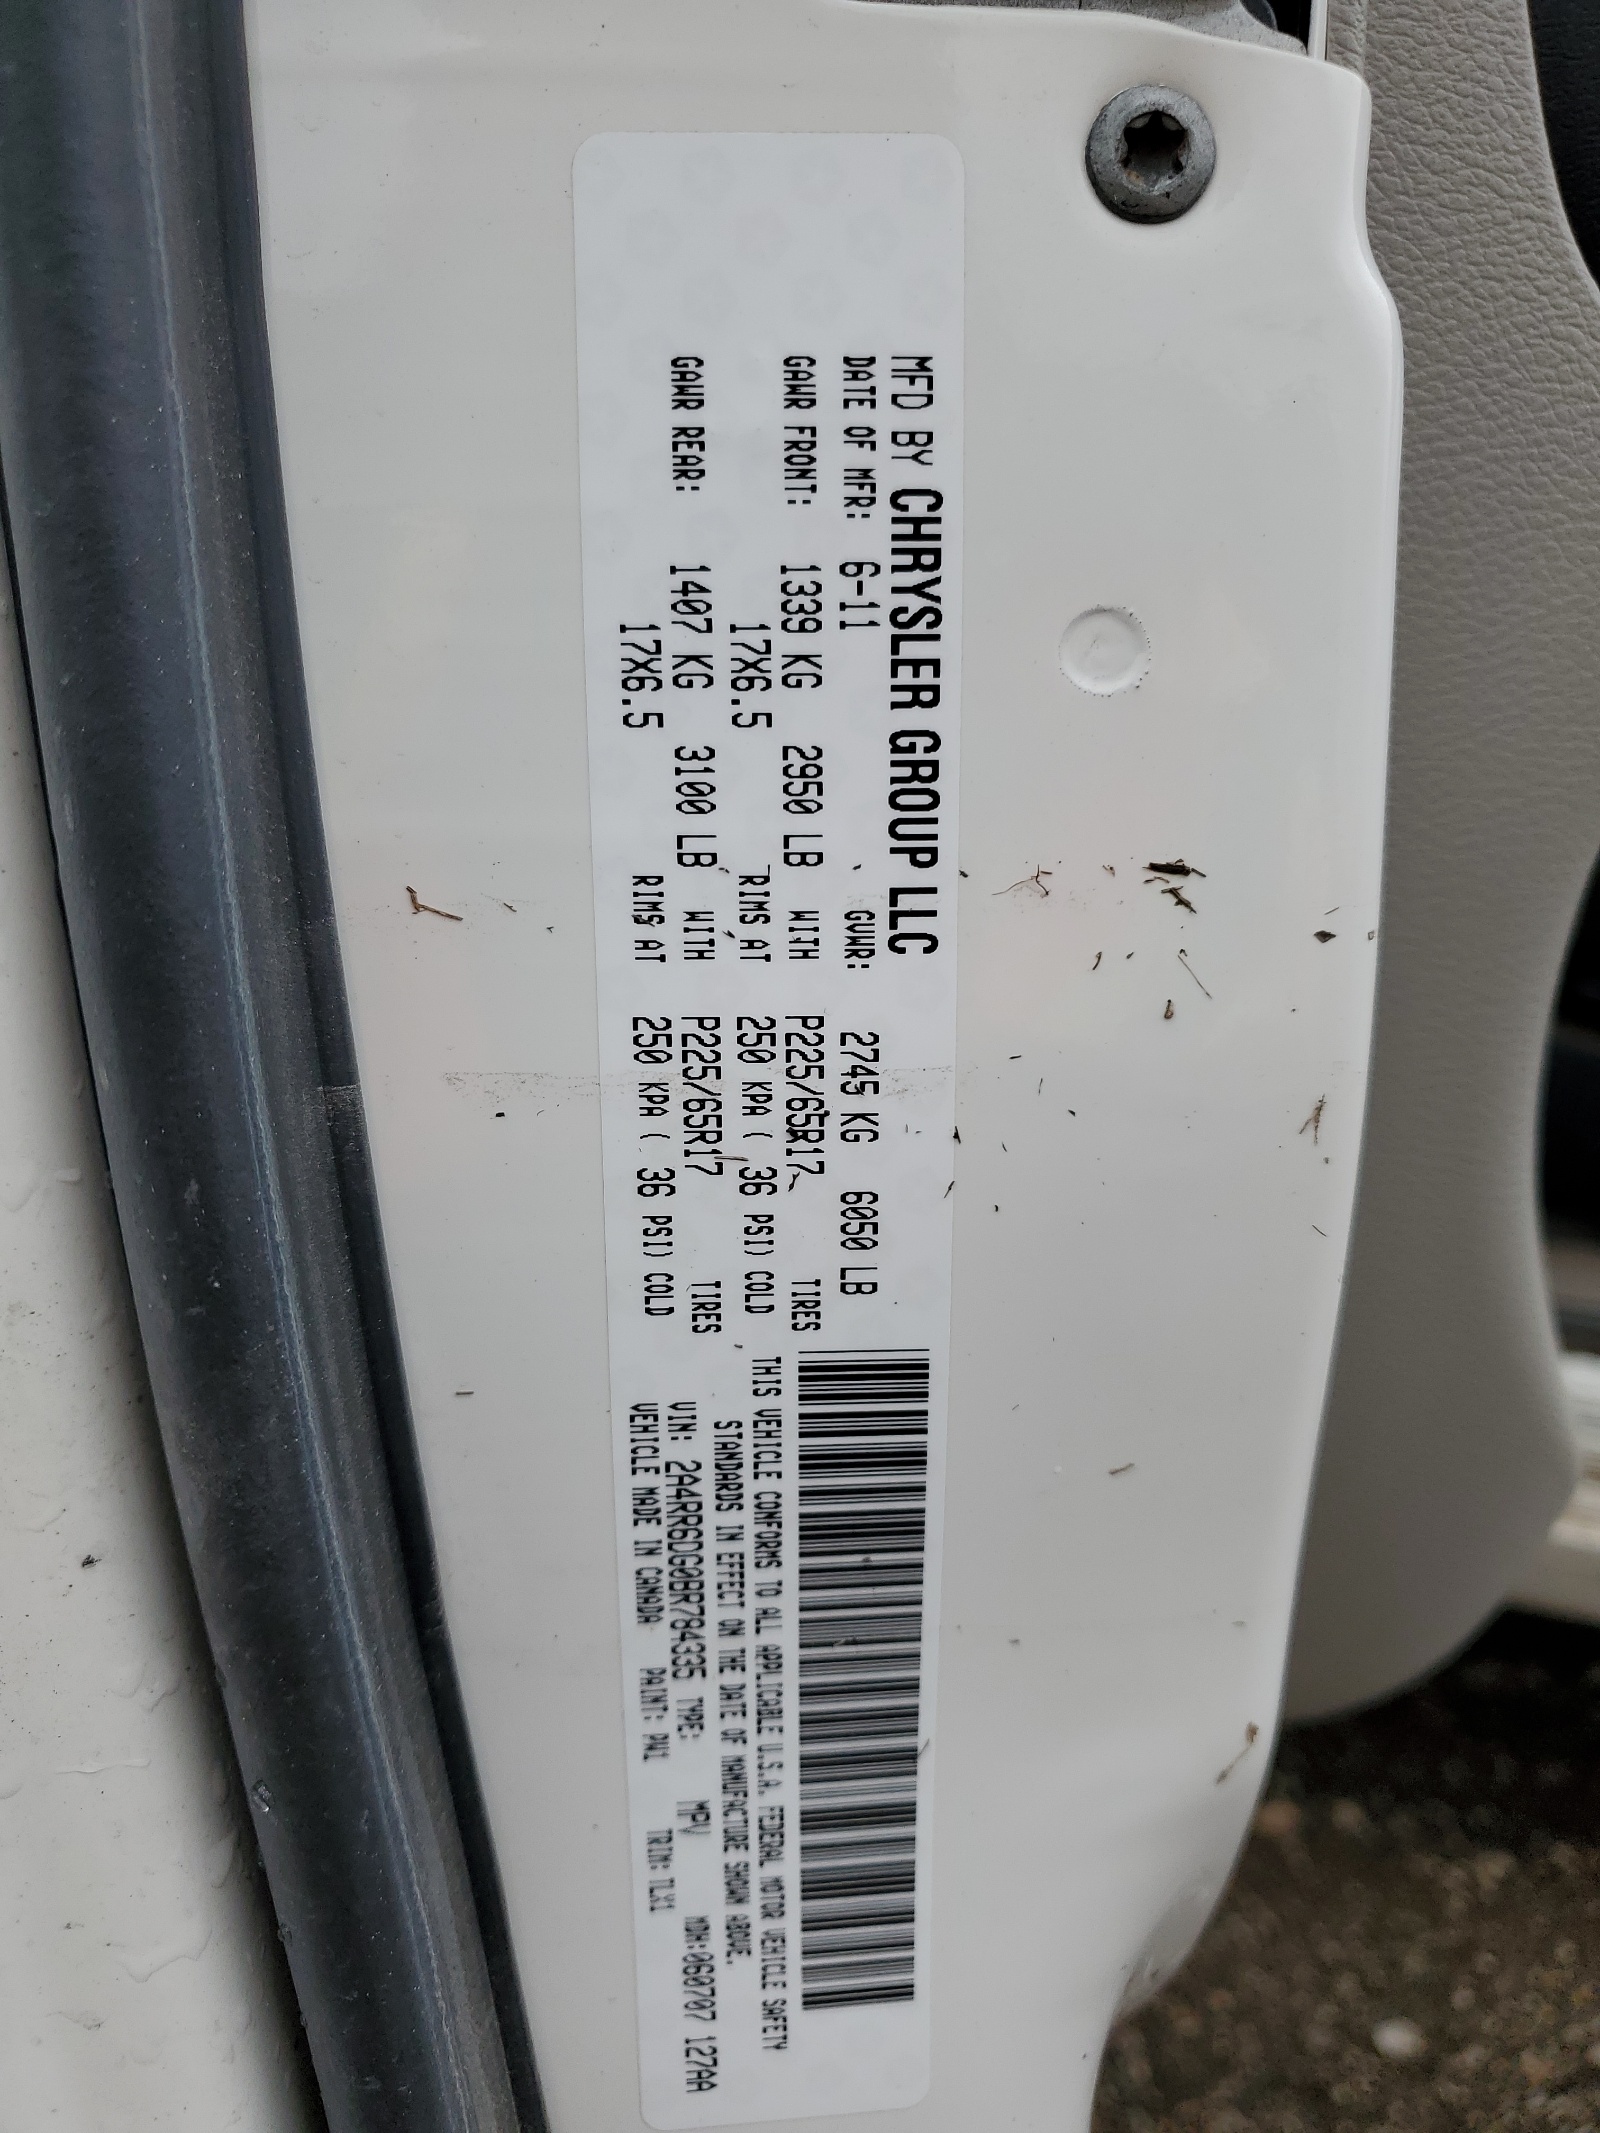 MFD BY CHRYSLER GROUP LLC
DATE OF MFR: 6-11 GVWR: 2745 KG 6050 LB
GAWR FRONT: 1339 KG 2950 LB WITH P225/65R17 TIRES
17X6.5 RIMS AT 250 KPA ( 36 PSI) COLD
GAWR REAR: 1407 KG 3100 LB WITH P225/65R17 TIRES
17X6.5 RIMS AT 250 KPA ( 36 PSI) COLD
THIS VEHICLE CONFORMS TO ALL APPLICABLE U.S.A. FEDERAL MOTOR VEHICLE SAFETY
STANDARDS IN EFFECT ON THE DATE OF MANUFACTURE SHOWN ABOVE.
VIN: 2A4RR6DG0BR784335 TYPE: MPV MDH:060707 127AA
VEHICLE MADE IN CANADA PAINT: PW1 TRIM: TLX1